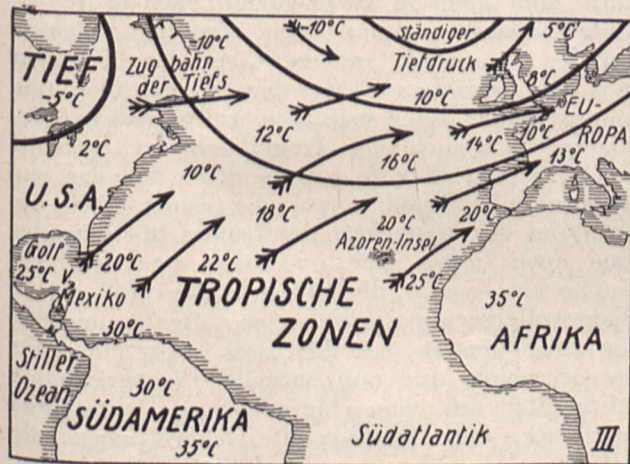 TIEF
-5°C
2°C
10°C
Zugbahn
der Tiefs
-10°C
ständiger
Tiefdruck
5°C
8°C
10°C
EU-
ROPA
10°C
12°C
14°C
13°C
16°C
U.S.A.
10°C
18°C
20°C
Azoren-Insel
20°C
Golf
25°C
v.
Mexiko
20°C
22°C
25°C
TROPISCHE
ZONEN
35°C
AFRIKA
30°C
Stiller
Ozean
30°C
SÜDAMERIKA
35°C
Südatlantik
III